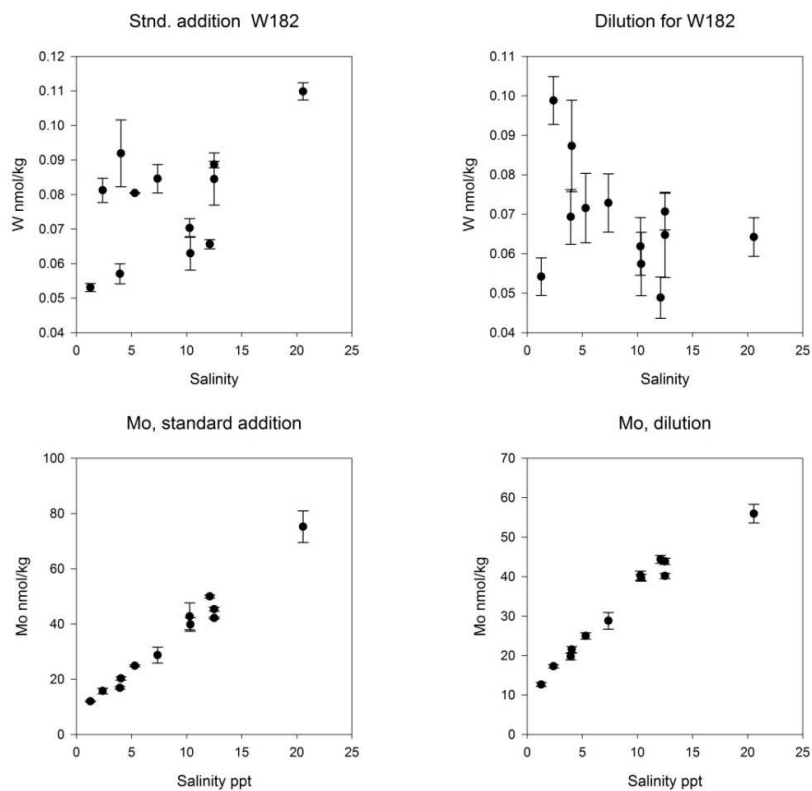 Stnd. addition W182
0.12
0.11
0.10
0.09
0.08
0.07
0.06
0.05
0.04
W nmol/kg
0 5 10 15 20 25
Salinity
Dilution for W182
0.11
0.10
0.09
0.08
0.07
0.06
0.05
0.04
W nmol/kg
0 5 10 15 20 25
Salinity
Mo, standard addition
100
80
60
40
20
0
Mo nmol/kg
0 5 10 15 20 25
Salinity ppt
Mo, dilution
70
60
50
40
30
20
10
0
Mo nmol/kg
0 5 10 15 20 25
Salinity ppt